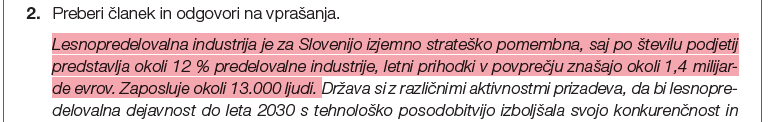 2. Preberi članek in odgovori na vprašanja.
Lesnopredelovalna industrija je za Slovenijo izjemno strateško pomembna, saj po številu podjetij
predstavlja okoli 12 % predelovalne industrije, letni prihodki v povprečju znašajo okoli 1,4 milijar-
de evrov. Zaposluje okoli 13.000 ljudi. Država si z različnimi aktivnostmi prizadeva, da bi lesnopre-
delovalna dejavnost do leta 2030 s tehnološko posodobitvijo izboljšala svojo konkurenčnost in